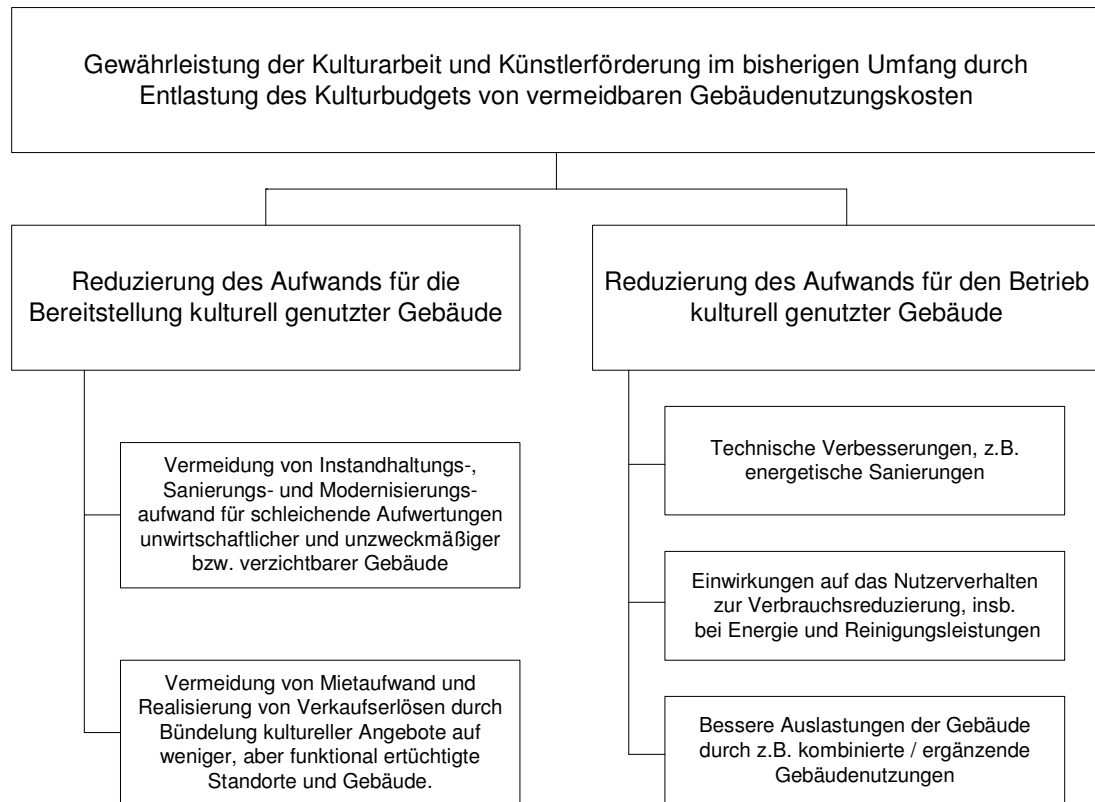 Gewährleistung der Kulturarbeit und Künstlerförderung im bisherigen Umfang durch
Entlastung des Kulturbudgets von vermeidbaren Gebäudenutzungskosten
Reduzierung des Aufwands für die
Bereitstellung kulturell genutzter Gebäude
Vermeidung von Instandhaltungs-,
Sanierungs- und Modernisierungs-
aufwand für schleichende Aufwertungen
unwirtschaftlicher und unzweckmäßiger
bzw. verzichtbarer Gebäude
Vermeidung von Mietaufwand und
Realisierung von Verkaufserlösen durch
Bündelung kultureller Angebote auf
weniger, aber funktional ertüchtigte
Standorte und Gebäude.
Reduzierung des Aufwands für den Betrieb
kulturell genutzter Gebäude
Technische Verbesserungen, z.B.
energetische Sanierungen
Einwirkungen auf das Nutzerverhalten
zur Verbrauchsreduzierung, insb.
bei Energie und Reinigungsleistungen
Bessere Auslastungen der Gebäude
durch z.B. kombinierte / ergänzende
Gebäudenutzungen